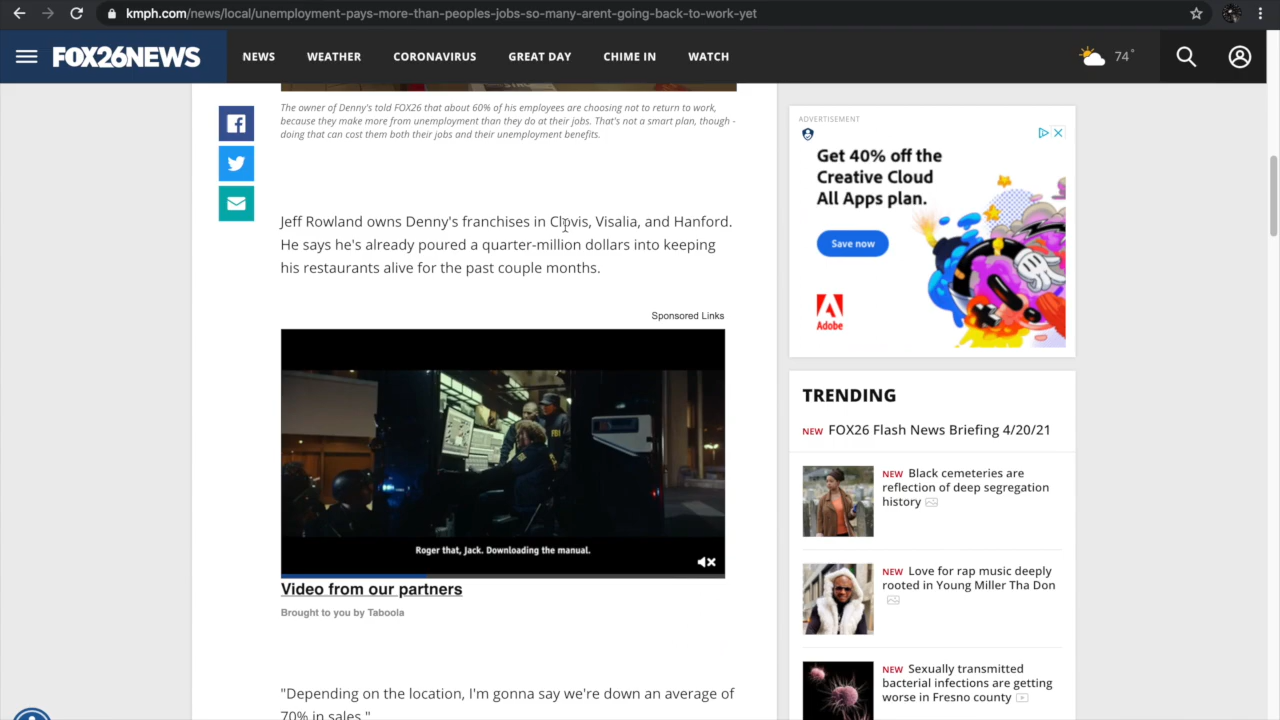 kmph.com/news/local/unemployment-pays-more-than-peoples-jobs-so-many-arent-going-back-to-work-yet
FOX26NEWS
NEWS
WEATHER
CORONAVIRUS
GREAT DAY
CHIME IN
WATCH
74°
The owner of Denny's told FOX26 that about 60% of his employees are choosing not to return to work,
because they make more from unemployment than they do at their jobs. That's not a smart plan, though -
doing that can cost them both their jobs and their unemployment benefits.
Jeff Rowland owns Denny's franchises in Clovis, Visalia, and Hanford.
He says he's already poured a quarter-million dollars into keeping
his restaurants alive for the past couple months.
Sponsored Links
FBI
Roger that, Jack. Downloading the manual.
Video from our partners
Brought to you by Taboola
"Depending on the location, I'm gonna say we're down an average of
70% in sales."
ADVERTISEMENT
Get 40% off the
Creative Cloud
All Apps plan.
Save now
Adobe
TRENDING
NEW FOX26 Flash News Briefing 4/20/21
NEW Black cemeteries are
reflection of deep segregation
history
NEW Love for rap music deeply
rooted in Young Miller Tha Don
NEW Sexually transmitted
bacterial infections are getting
worse in Fresno county